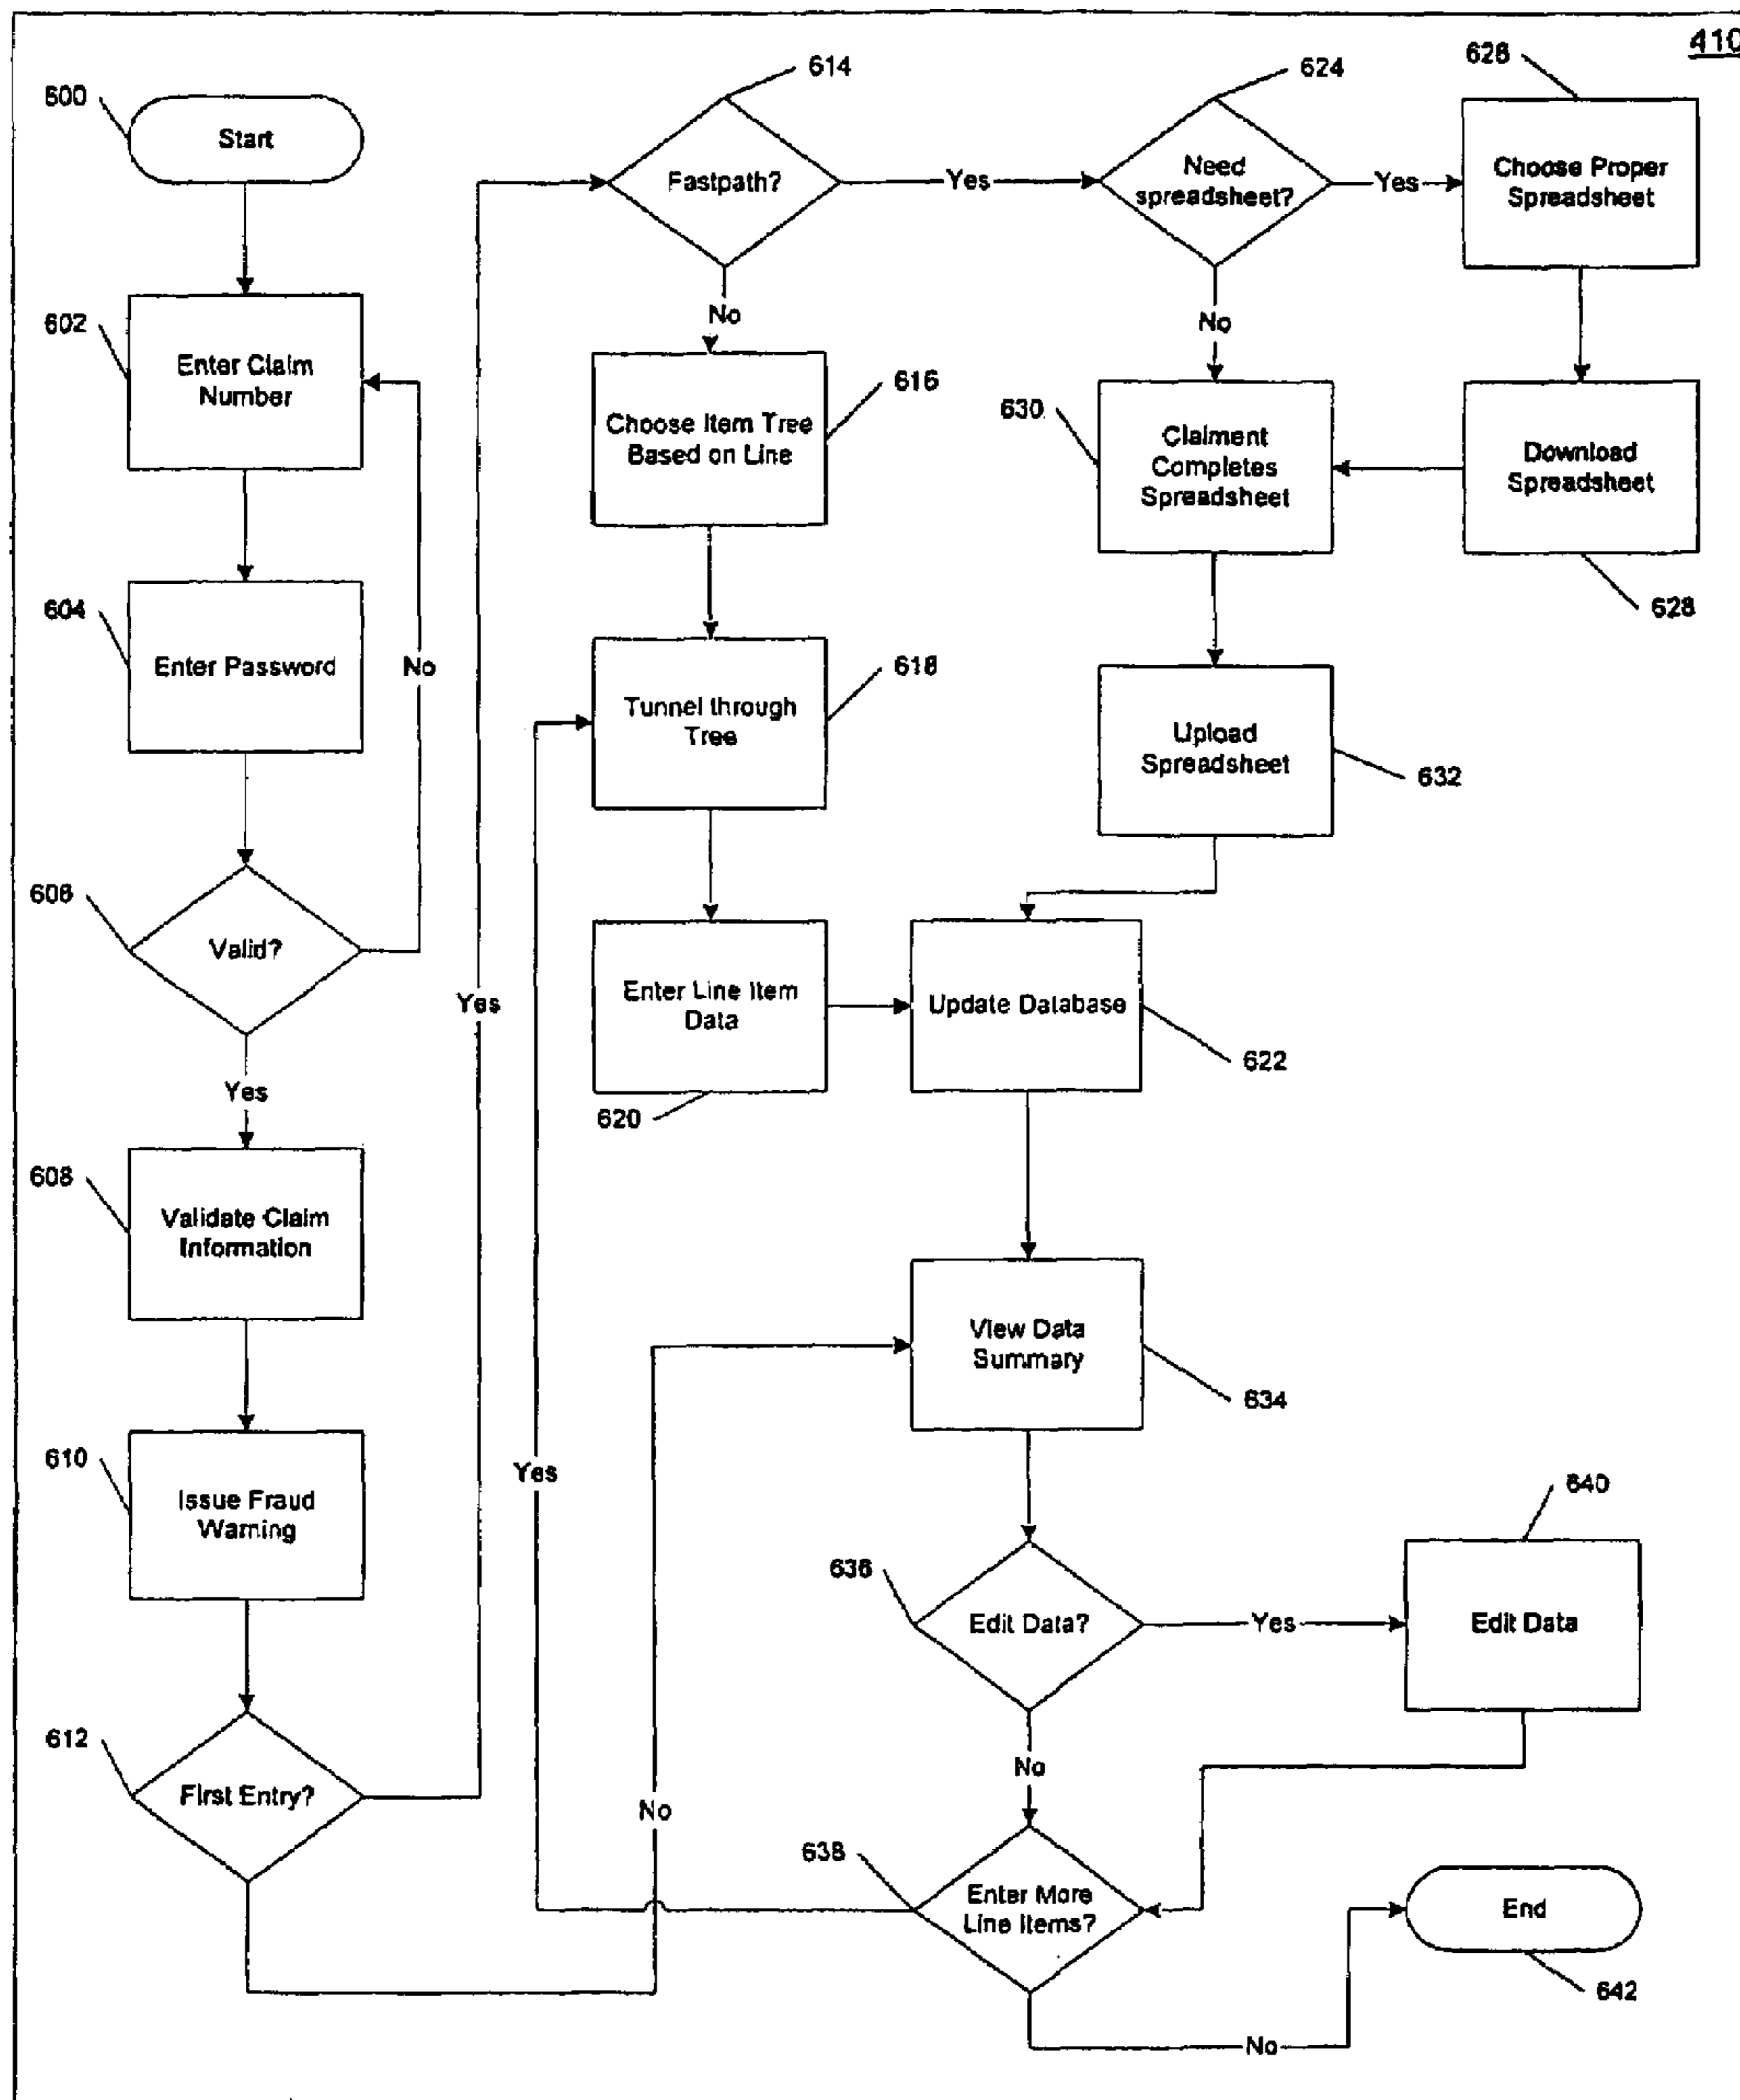 410
600
Start
602
Enter Claim
Number
604
Enter Password
No
606
Valid?
Yes
608
Validate Claim
Information
610
Issue Fraud
Warning
612
First Entry?
Yes
No
614
Fastpath?
Yes
No
616
Choose Item Tree
Based on Line
618
Tunnel through
Tree
620
Enter Line Item
Data
622
Update Database
624
Need
spreadsheet?
Yes
No
626
Choose Proper
Spreadsheet
628
Download
Spreadsheet
630
Claiment
Completes
Spreadsheet
632
Upload
Spreadsheet
634
View Data
Summary
636
Edit Data?
Yes
No
640
Edit Data
638
Enter More
Line Items?
Yes
No
642
End